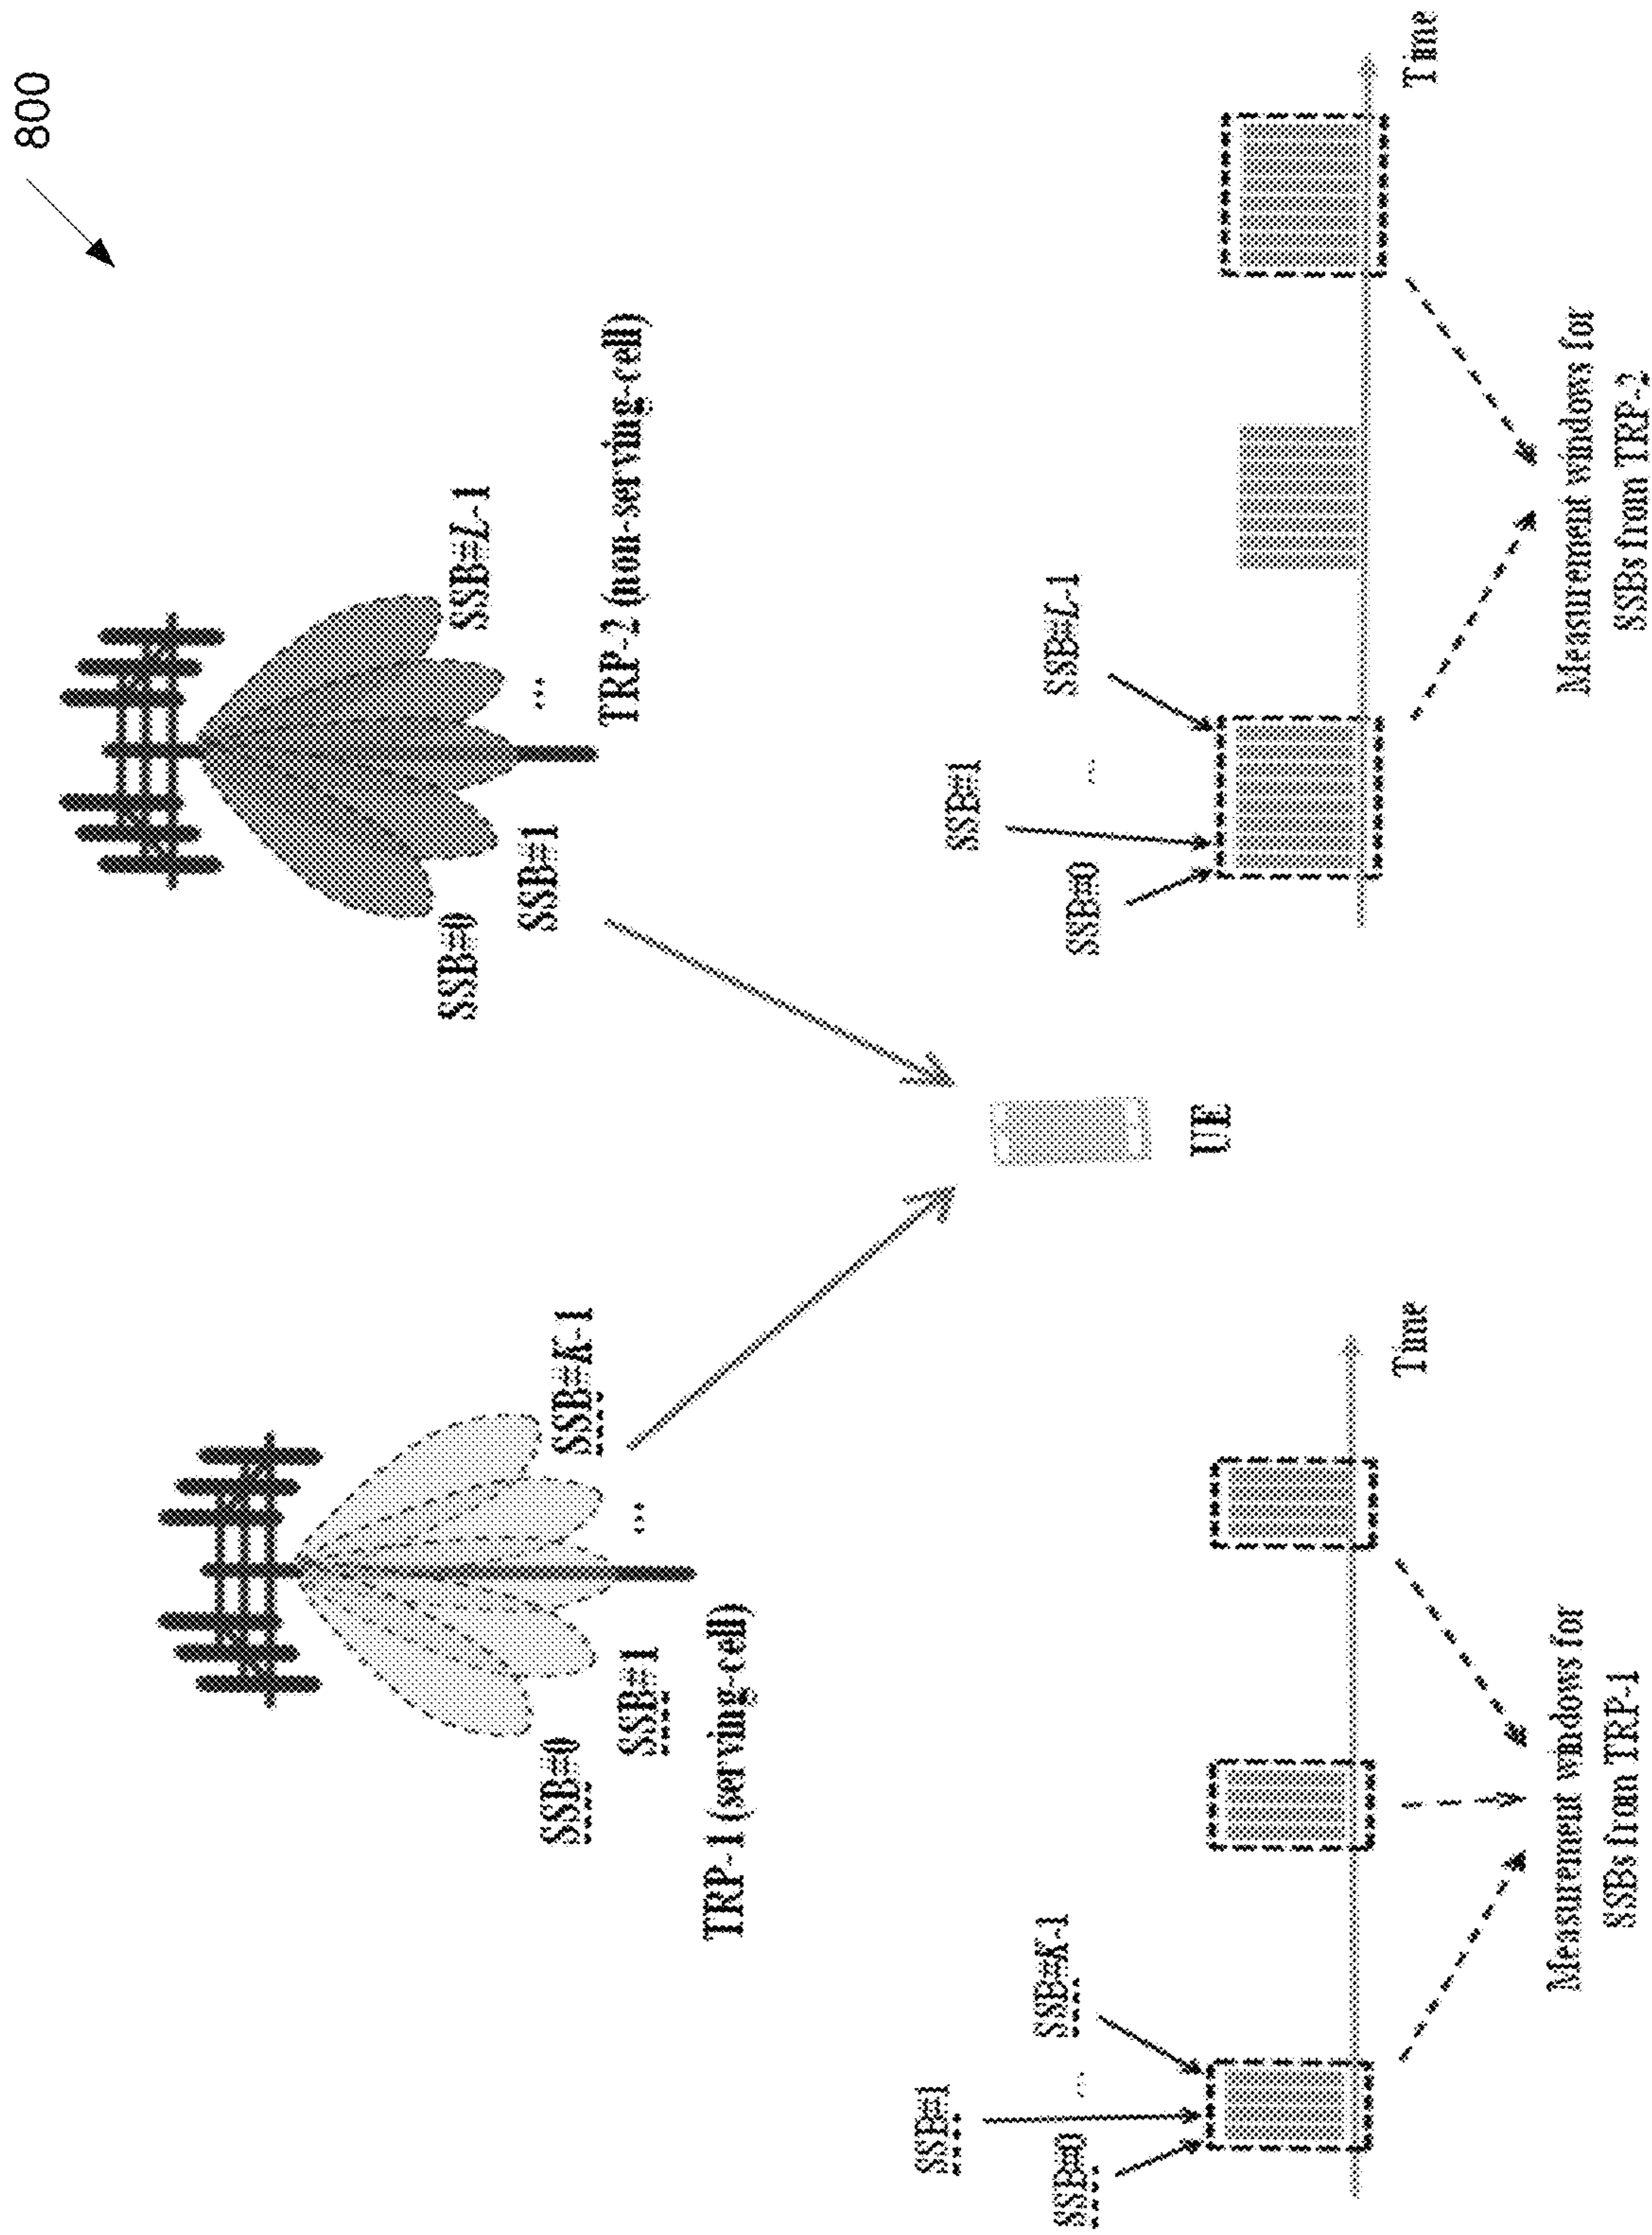 800
SSB=0
SSB=1
...
SSB=K-1
TRP-1 (serving-cell)
SSB=0
SSB=1
...
SSB=L-1
TRP-2 (non-serving-cell)
UE
SSB=1
SSB=0
...
SSB=K-1
Time
Measurement windows for
SSBs from TRP-1
SSB=1
SSB=0
...
SSB=L-1
Time
Measurement windows for
SSBs from TRP-2